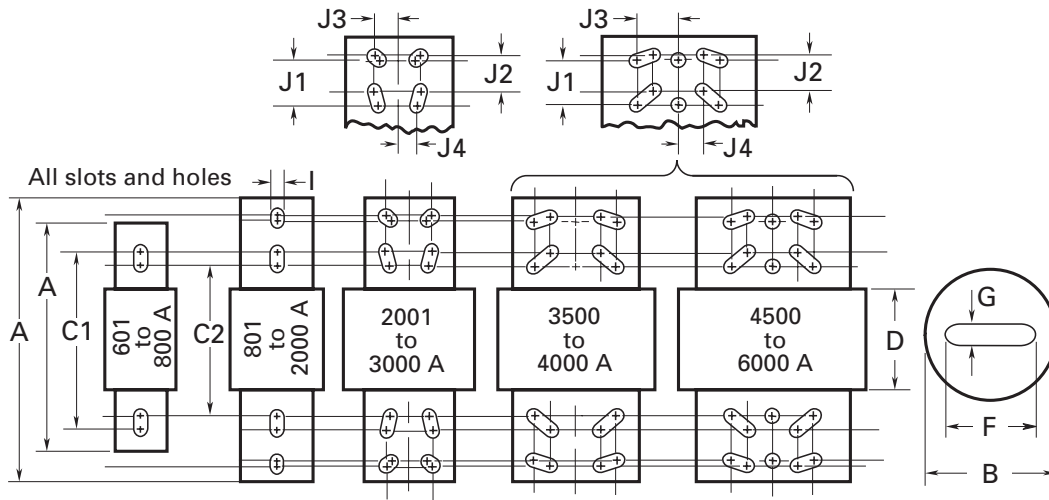 J3
J3
J1
J2
J1
J2
J4
J4
All slots and holes
I
A
A
C1
601
to
800 A
C2
801
to
2000 A
2001
to
3000 A
3500
to
4000 A
4500
to
6000 A
D
G
F
B